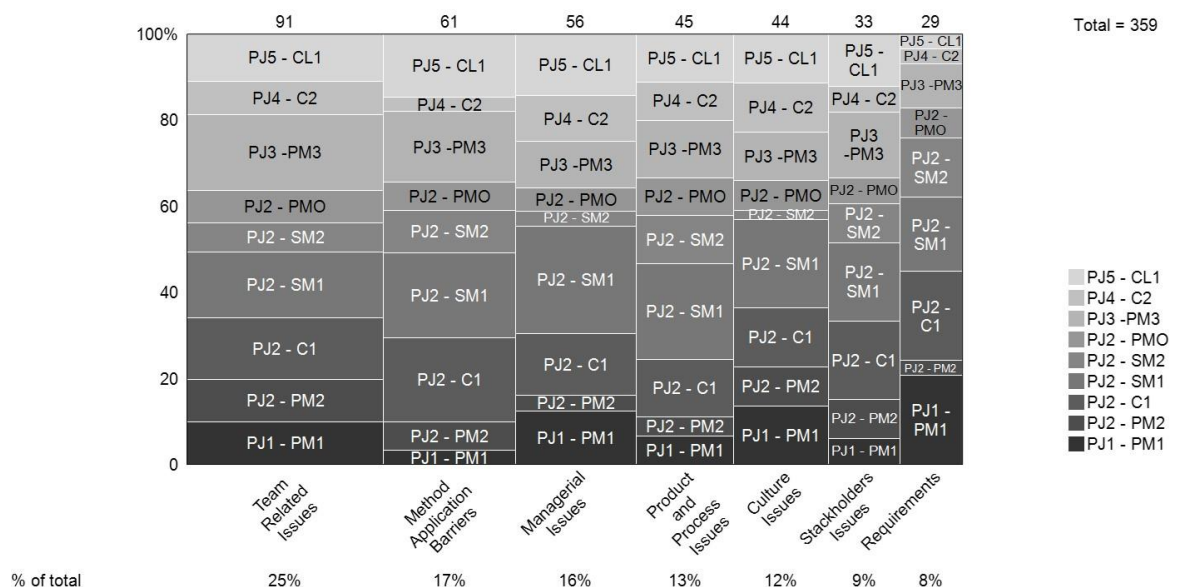 91 61 56 45 44 33 29
Total = 359
100%
80
60
40
20
0
PJ5 - CL1
PJ4 - C2
PJ3 -PM3
PJ2 - PMO
PJ2 - SM2
PJ2 - SM1
PJ2 - C1
PJ2 - PM2
PJ1 - PM1
PJ5 - CL1
PJ4 - C2
PJ3 -PM3
PJ2 - PMO
PJ2 - SM2
PJ2 - SM1
PJ2 - C1
PJ2 - PM2
PJ1 - PM1
PJ5 - CL1
PJ4 - C2
PJ3 -PM3
PJ2 - PMO
PJ2 - SM2
PJ2 - SM1
PJ2 - C1
PJ2 - PM2
PJ1 - PM1
PJ5 - CL1
PJ4 - C2
PJ3 -PM3
PJ2 - PMO
PJ2 - SM2
PJ2 - SM1
PJ2 - C1
PJ2 - PM2
PJ1 - PM1
PJ5 - CL1
PJ4 - C2
PJ3 -PM3
PJ2 - PMO
PJ2 - SM2
PJ2 - SM1
PJ2 - C1
PJ2 - PM2
PJ1 - PM1
PJ5 -
CL1
PJ4 - C2
PJ3
-PM3
PJ2 - PMO
PJ2 -
SM2
PJ2 -
SM1
PJ2 - C1
PJ2 - PM2
PJ1 - PM1
PJ5 - CL1
PJ4 - C2
PJ3 -PM3
PJ2 -
PMO
PJ2 -
SM2
PJ2 -
SM1
PJ2 -
C1
PJ2 - PM2
PJ1 -
PM1
PJ5 - CL1
PJ4 - C2
PJ3 -PM3
PJ2 - PMO
PJ2 - SM2
PJ2 - SM1
PJ2 - C1
PJ2 - PM2
PJ1 - PM1
Team
Related
Issues
Method
Application
Barriers
Managerial
Issues
Product
and
Process
Issues
Culture
Issues
Stackholders
Issues
Requirements
% of total 25% 17% 16% 13% 12% 9% 8%